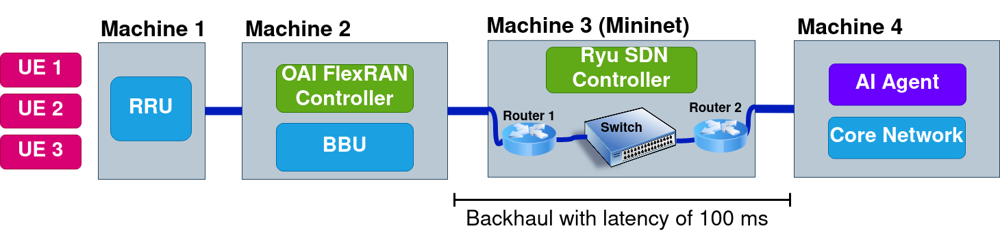 Machine 1
Machine 2
Machine 3 (Mininet)
Machine 4
UE 1
UE 2
UE 3
RRU
OAI FlexRAN
Controller
BBU
Ryu SDN
Controller
Router 1
Switch
Router 2
AI Agent
Core Network
Backhaul with latency of 100 ms